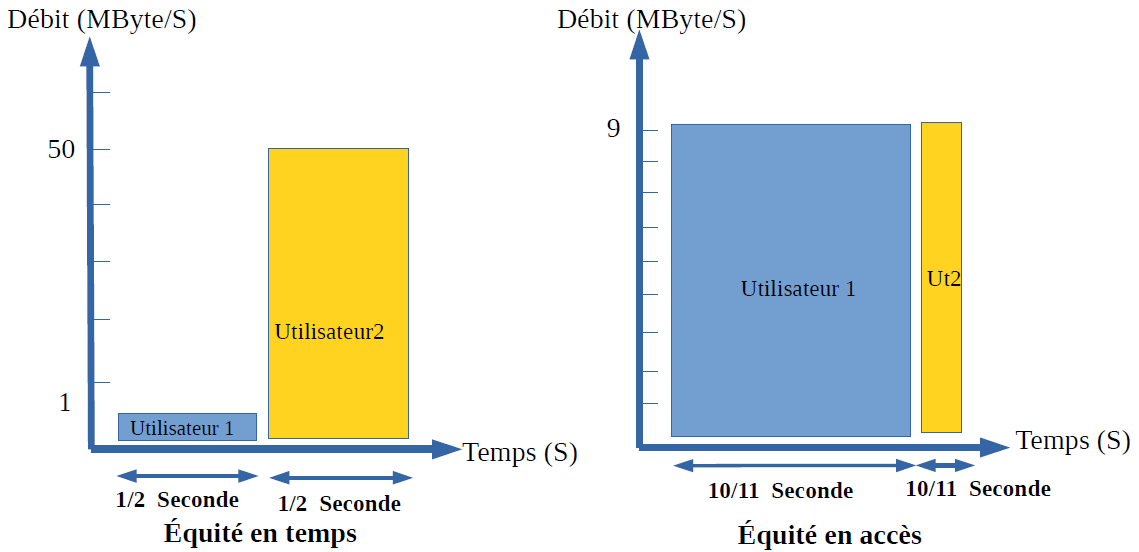 Débit (MByte/S)
50
1
Utilisateur 1
Utilisateur2
Temps (S)
1/2 Seconde
1/2 Seconde
Équité en temps
Débit (MByte/S)
9
Utilisateur 1
Ut2
Temps (S)
10/11 Seconde
10/11 Seconde
Équité en accès